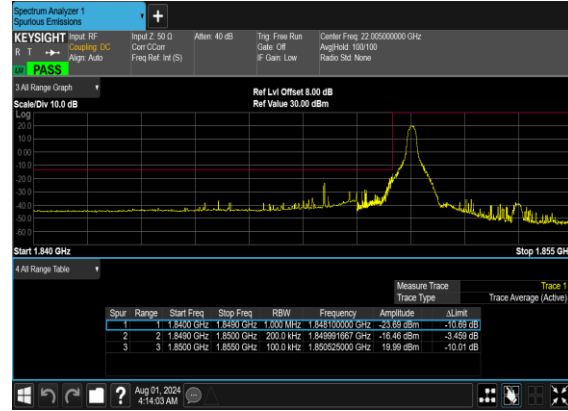 Spectrum Analyzer 1
Spurious Emissions
KEYSIGHT Input: RF Input Z: 50 Ω Atten: 40 dB Trig: Free Run Center Freq: 22.005000000 GHz
R T Coupling: DC Corr CCorr Gate: Off Avg|Hold: 100/100
Align: Auto Freq Ref: Int (S) IF Gain: Low Radio Std: None
PASS
3 All Range Graph
Ref Lvl Offset 8.00 dB
Scale/Div 10.0 dB Ref Value 30.00 dBm
Log
20.0
10.0
0.00
-10.0
-20.0
-30.0
-40.0
-50.0
-60.0
Start 1.840 GHz Stop 1.855 GH
4 All Range Table
Measure Trace Trace 1
Trace Type Trace Average (Active)
Spur Range Start Freq Stop Freq RBW Frequency Amplitude ΔLimit
1 1 1.8400 GHz 1.8490 GHz 1.000 MHz 1.848100000 GHz -23.69 dBm -10.69 dB
2 2 1.8490 GHz 1.8500 GHz 200.0 kHz 1.849991667 GHz -16.46 dBm -3.459 dB
3 3 1.8500 GHz 1.8550 GHz 100.0 kHz 1.850525000 GHz 19.99 dBm -10.01 dB
Aug 01, 2024
4:14:03 AM